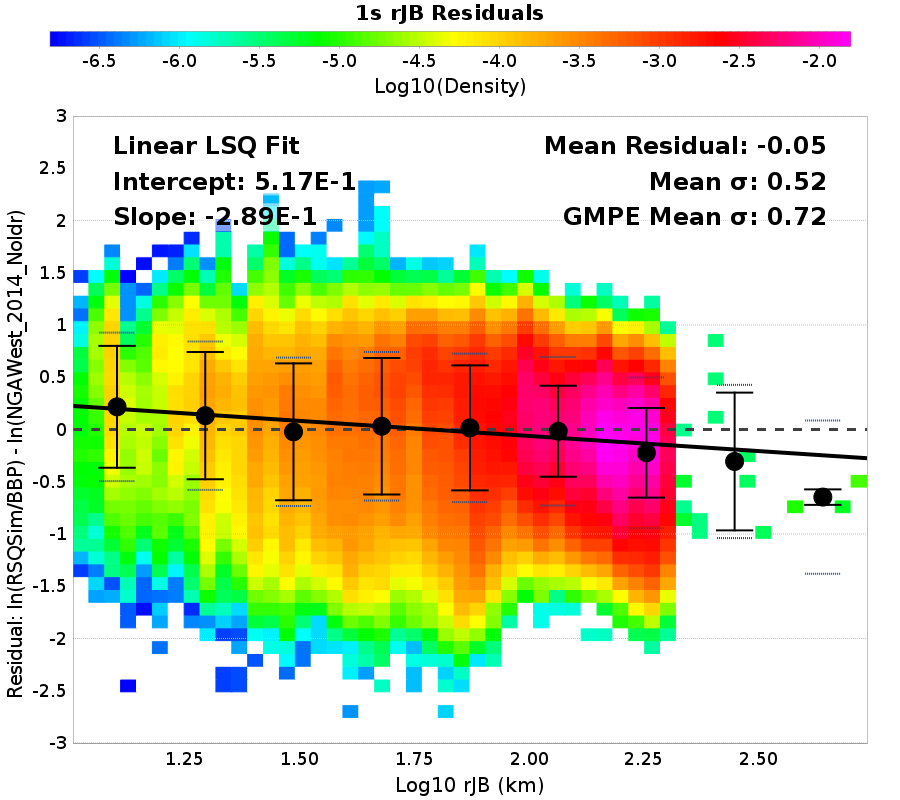 1s rJB Residuals
-6.5 -6.0 -5.5 -5.0 -4.5 -4.0 -3.5 -3.0 -2.5 -2.0
Log10(Density)
Linear LSQ Fit
Intercept: 5.17E-1
Slope: -2.89E-1
Mean Residual: -0.05
Mean σ: 0.52
GMPE Mean σ: 0.72
Residual: ln(RSQSim/BBP) - ln(NGAWest_2014_NoIdr)
3
2.5
2
1.5
1
0.5
0
-0.5
-1
-1.5
-2
-2.5
-3
1.25 1.50 1.75 2.00 2.25 2.50
Log10 rJB (km)